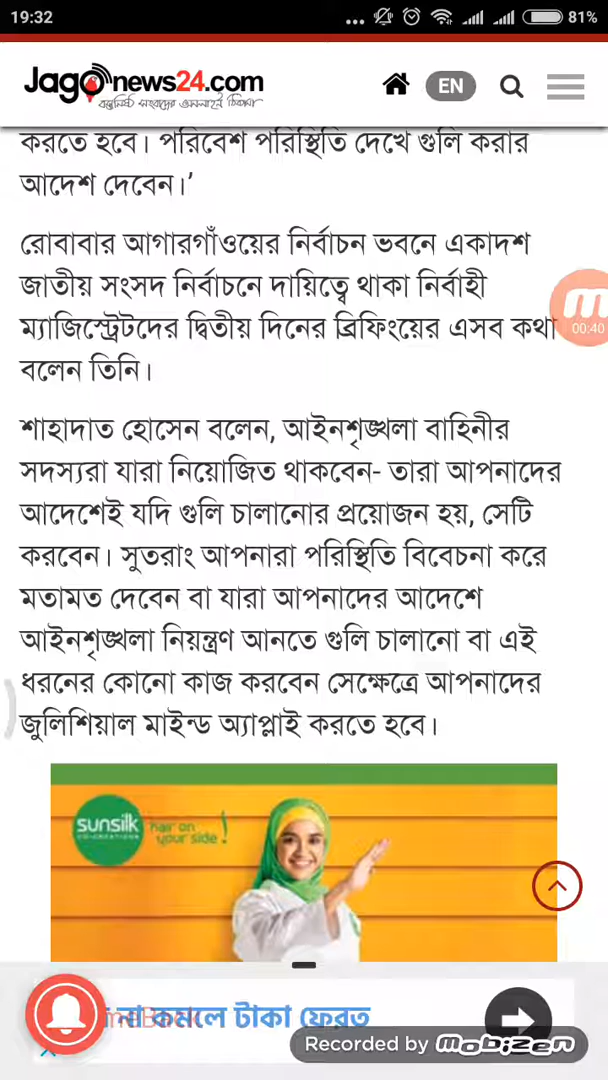 19:32
81%
Jagonews24.com
EN
করতে হবে। পরিবেশ পরিস্থিতি দেখে গুলি করার
আদেশ দেবেন।’
রোবাবার আগারগাঁওয়ের নির্বাচন ভবনে একাদশ
জাতীয় সংসদ নির্বাচনে দায়িত্বে থাকা নির্বাহী
ম্যাজিস্ট্রেটদের দ্বিতীয় দিনের ব্রিফিংয়ের এসব কথা
বলেন তিনি।
00:40
শাহাদাত হোসেন বলেন, আইনশৃঙ্খলা বাহিনীর
সদস্যরা যারা নিয়োজিত থাকবেন- তারা আপনাদের
আদেশেই যদি গুলি চালানোর প্রয়োজন হয়, সেটি
করবেন। সুতরাং আপনারা পরিস্থিতি বিবেচনা করে
মতামত দেবেন বা যারা আপনাদের আদেশে
আইনশৃঙ্খলা নিয়ন্ত্রণ আনতে গুলি চালানো বা এই
ধরনের কোনো কাজ করবেন সেক্ষেত্রে আপনাদের
জুলিশিয়াল মাইন্ড অ্যাপ্লাই করতে হবে।
sunsilk
hair on
your side!
না কমলে টাকা ফেরত
Recorded by mobizen